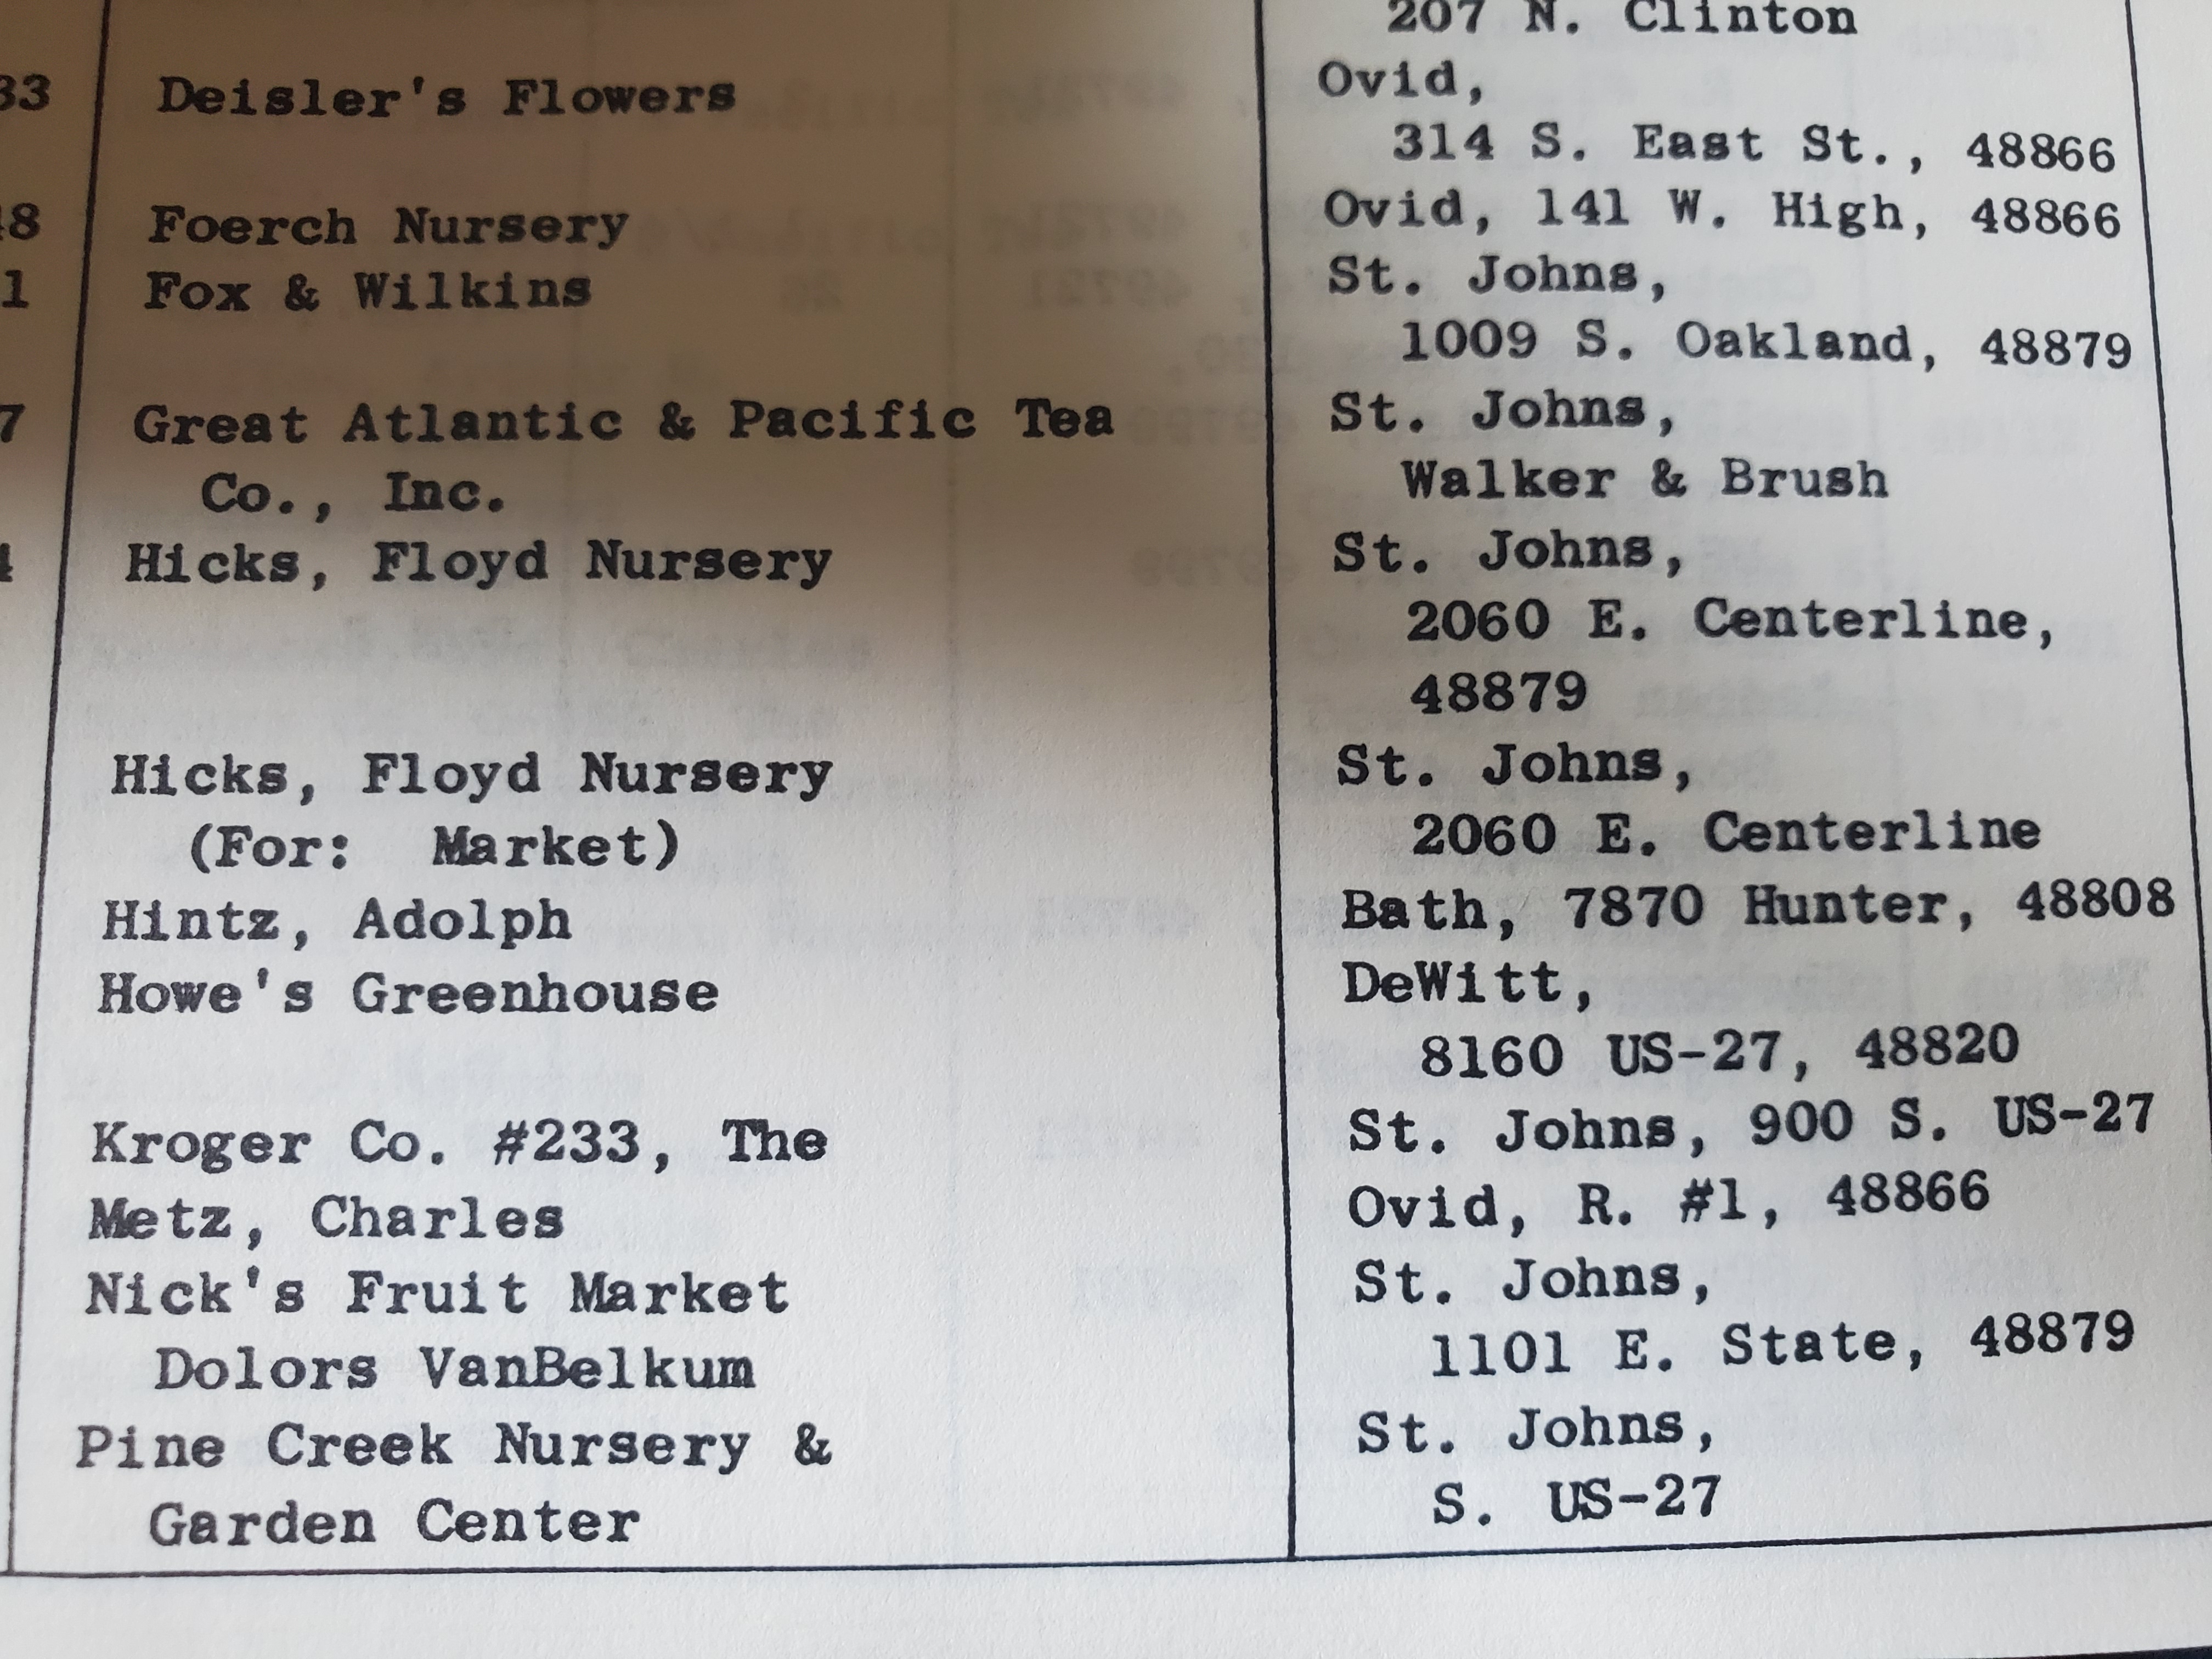 207 N. Clinton
33 Deisler's Flowers Ovid,
314 S. East St., 48866
48 Foerch Nursery Ovid, 141 W. High, 48866
1 Fox & Wilkins St. Johns,
1009 S. Oakland, 48879
7 Great Atlantic & Pacific Tea St. Johns,
Co., Inc. Walker & Brush
4 Hicks, Floyd Nursery St. Johns,
2060 E. Centerline,
48879
Hicks, Floyd Nursery St. Johns,
(For: Market) 2060 E. Centerline
Hintz, Adolph Bath, 7870 Hunter, 48808
Howe's Greenhouse DeWitt,
8160 US-27, 48820
Kroger Co. #233, The St. Johns, 900 S. US-27
Metz, Charles Ovid, R. #1, 48866
Nick's Fruit Market St. Johns,
Dolors VanBelkum 1101 E. State, 48879
Pine Creek Nursery & St. Johns,
Garden Center S. US-27